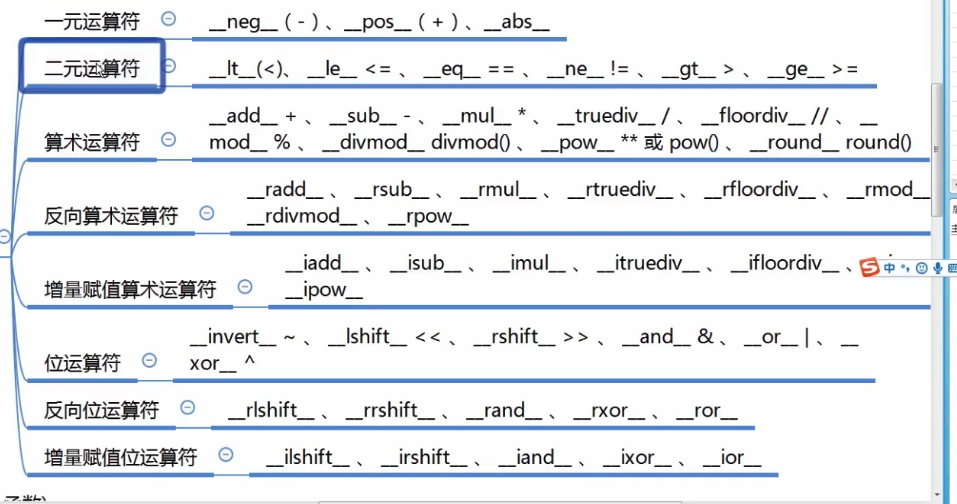 一元运算符 __neg__ ( - ) 、__pos__ ( + ) 、__abs__
二元运算符 __lt__(<)、 __le__ <= 、 __eq__ == 、 __ne__ != 、 __gt__ > 、 __ge__ >=
__add__ + 、 __sub__ - 、 __mul__ * 、 __truediv__ / 、 __floordiv__ // 、 __
算术运算符 mod__ % 、 __divmod__ divmod() 、 __pow__ ** 或 pow() 、 __round__ round()
__radd__ 、 __rsub__ 、 __rmul__ 、 __rtruediv__ 、 __rfloordiv__ 、 __rmod__
反向算术运算符 __rdivmod__ 、 __rpow__
__iadd__ 、 __isub__ 、 __imul__ 、 __itruediv__ 、 __ifloordiv__ 、
中
增量赋值算术运算符 __ipow__
__invert__ ~ 、 __lshift__ << 、 __rshift__ >> 、 __and__ & 、 __or__ | 、 __
位运算符 xor__ ^
反向位运算符 __rlshift__ 、 __rrshift__ 、 __rand__ 、 __rxor__ 、 __ror__
增量赋值位运算符 __ilshift__ 、 __irshift__ 、 __iand__ 、 __ixor__ 、 __ior__